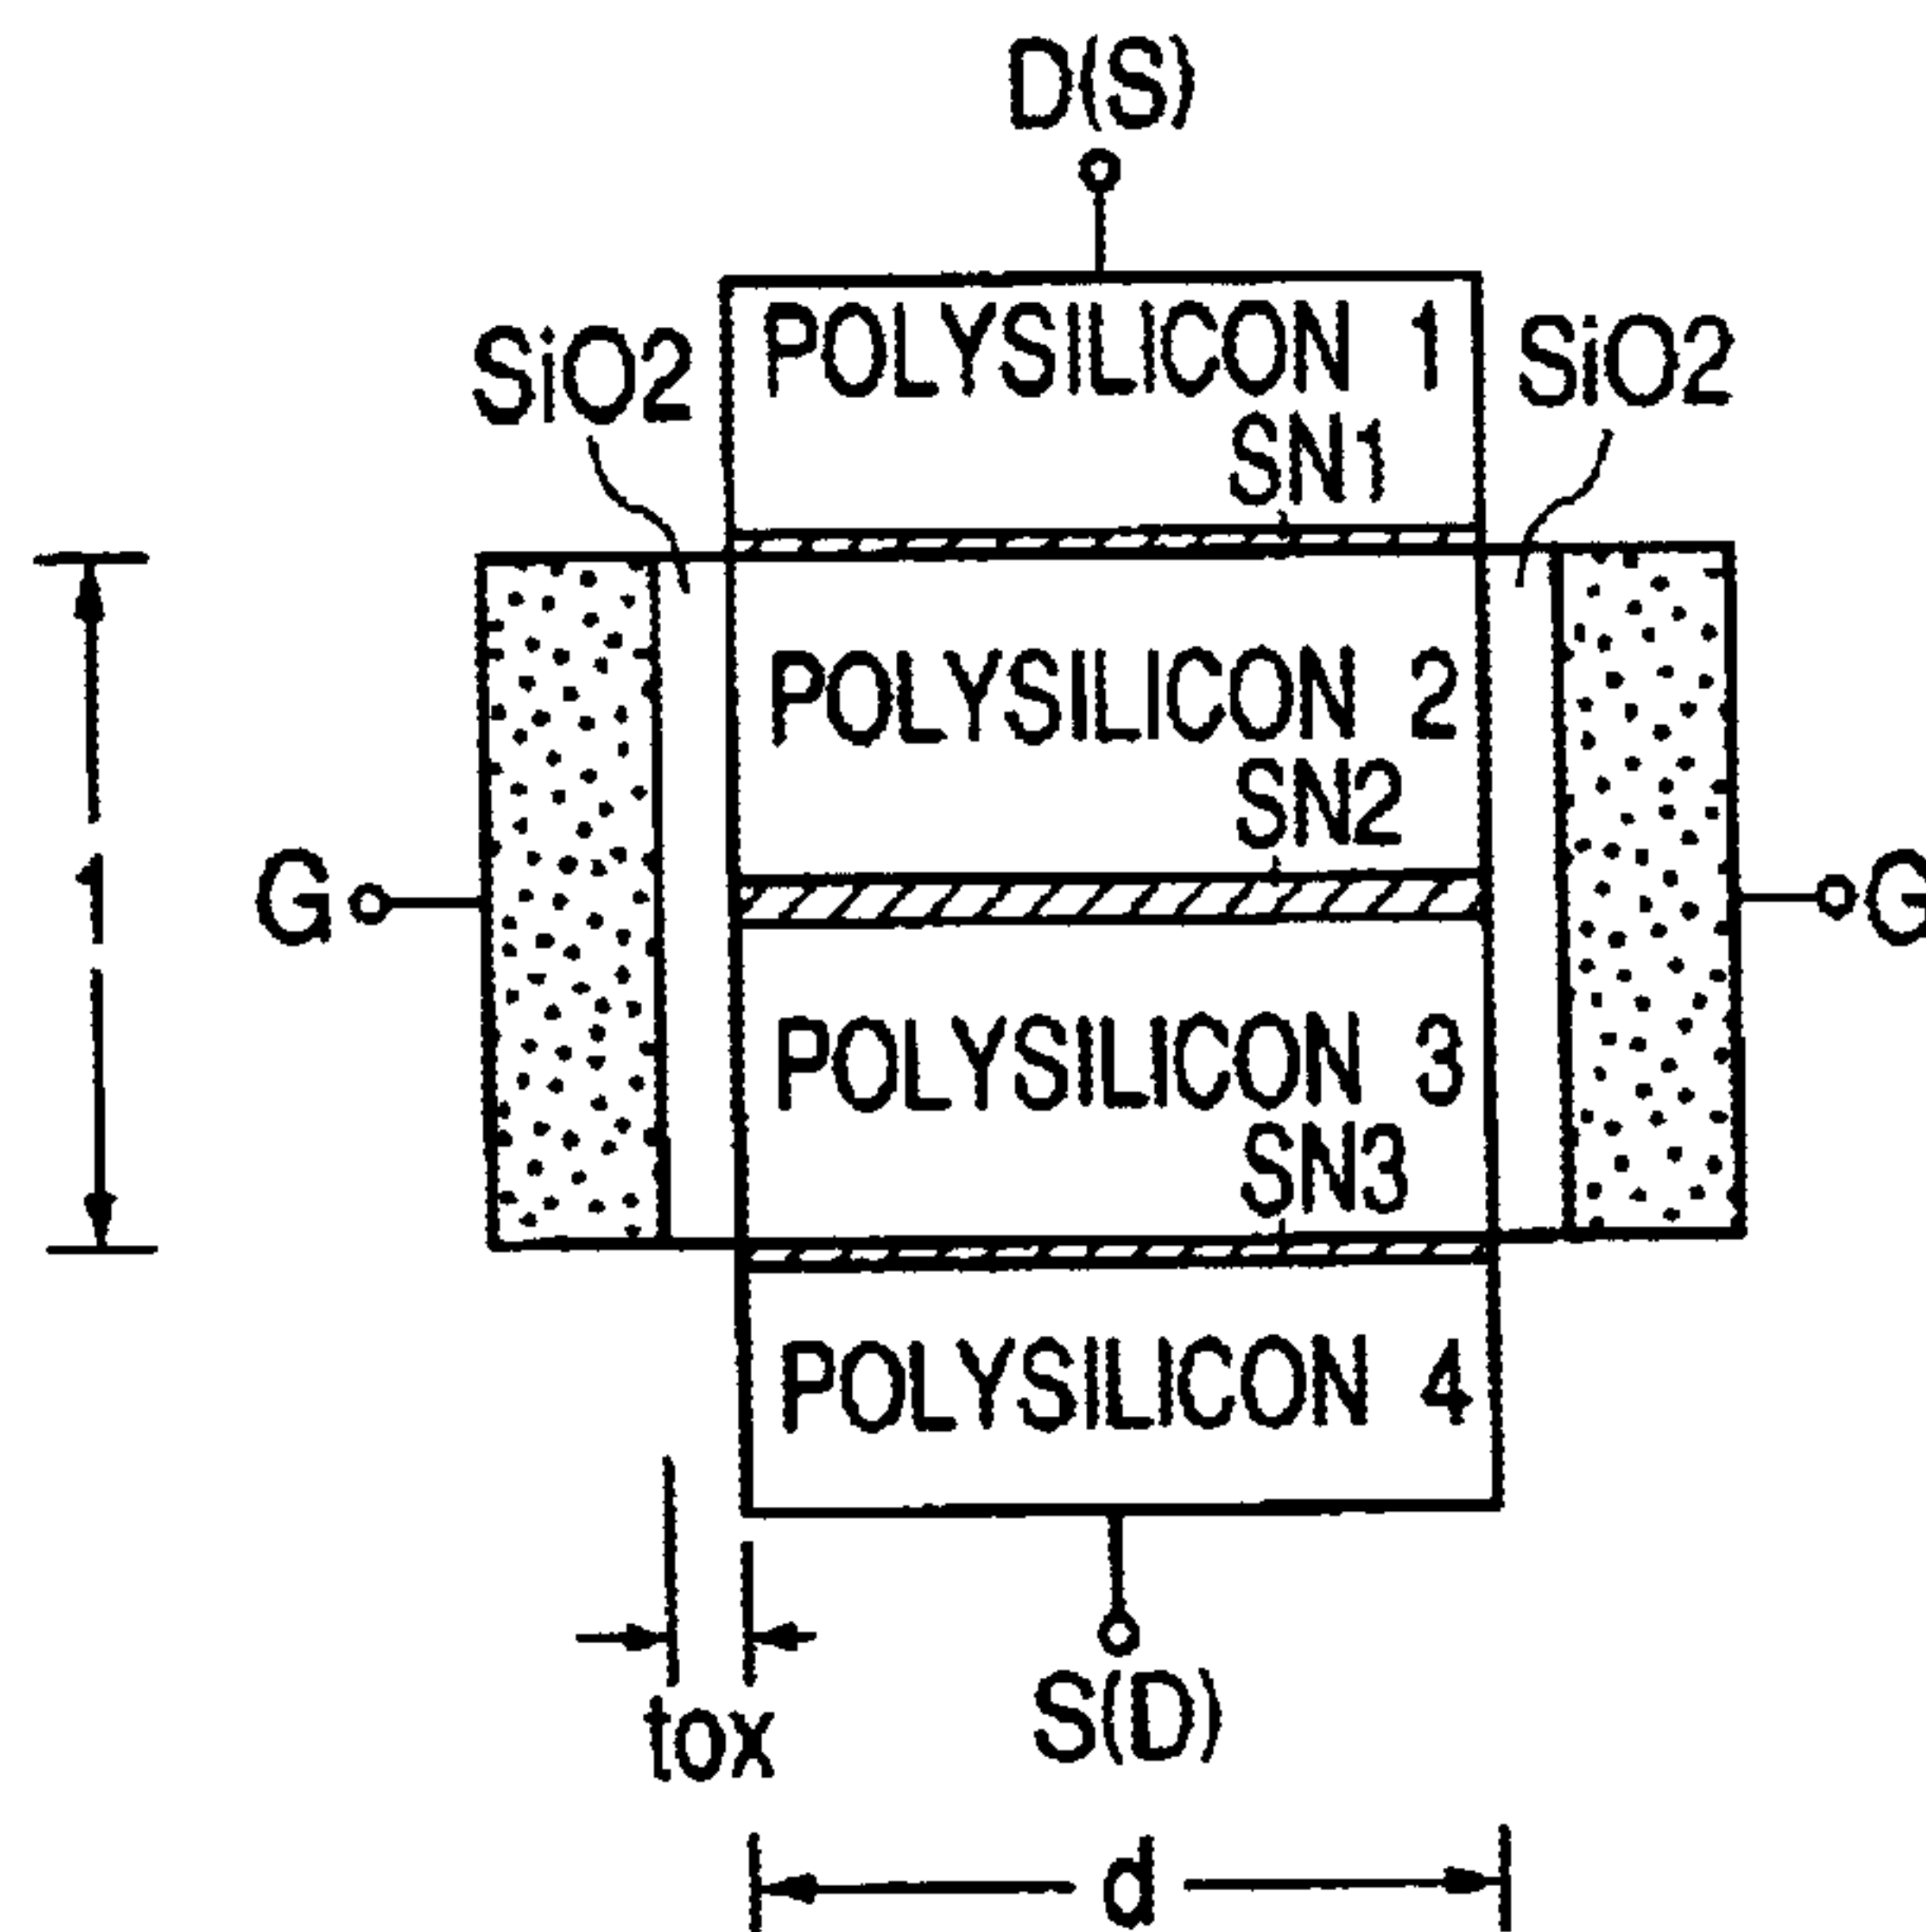 D(S)
SiO2
POLYSILICON 1
SiO2
SN1
POLYSILICON 2
SN2
1
G
G
POLYSILICON 3
SN3
POLYSILICON 4
tox
S(D)
d